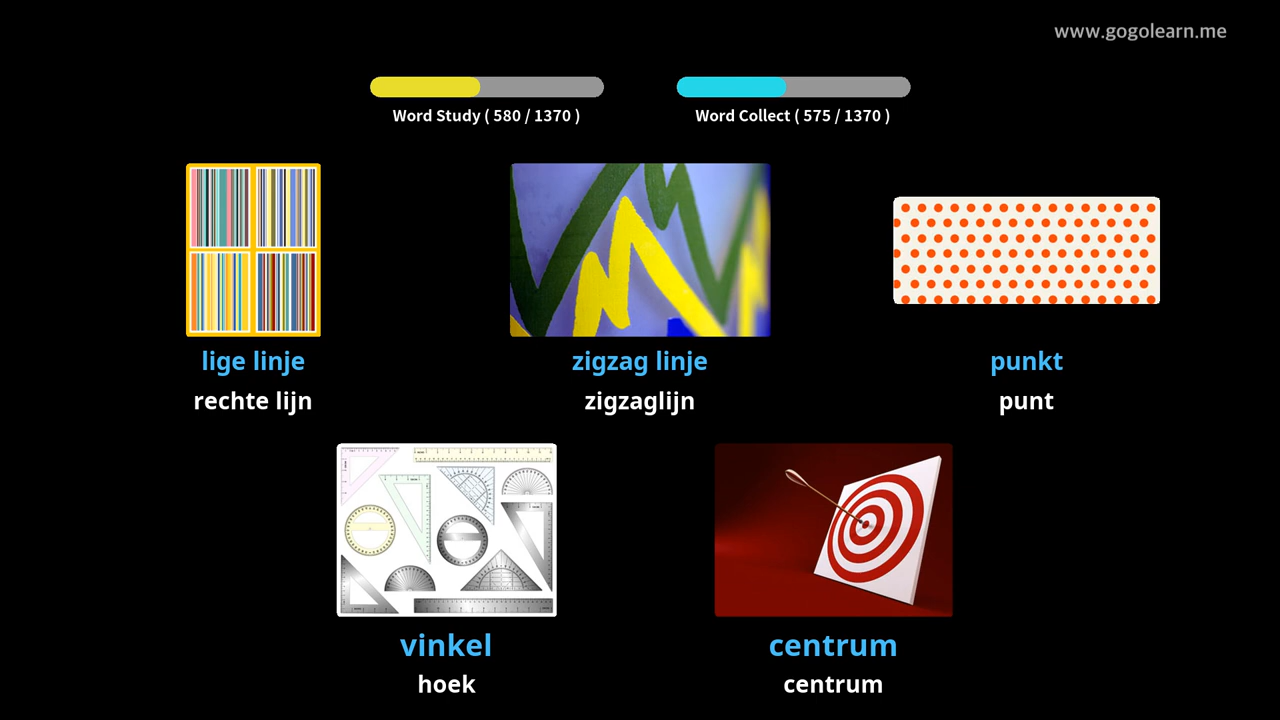 www.gogolearn.me
Word Study ( 580 / 1370 )
Word Collect ( 575 / 1370 )
lige linje
zigzag linje
punkt
rechte lijn
zigzaglijn
punt
vinkel
centrum
hoek
centrum